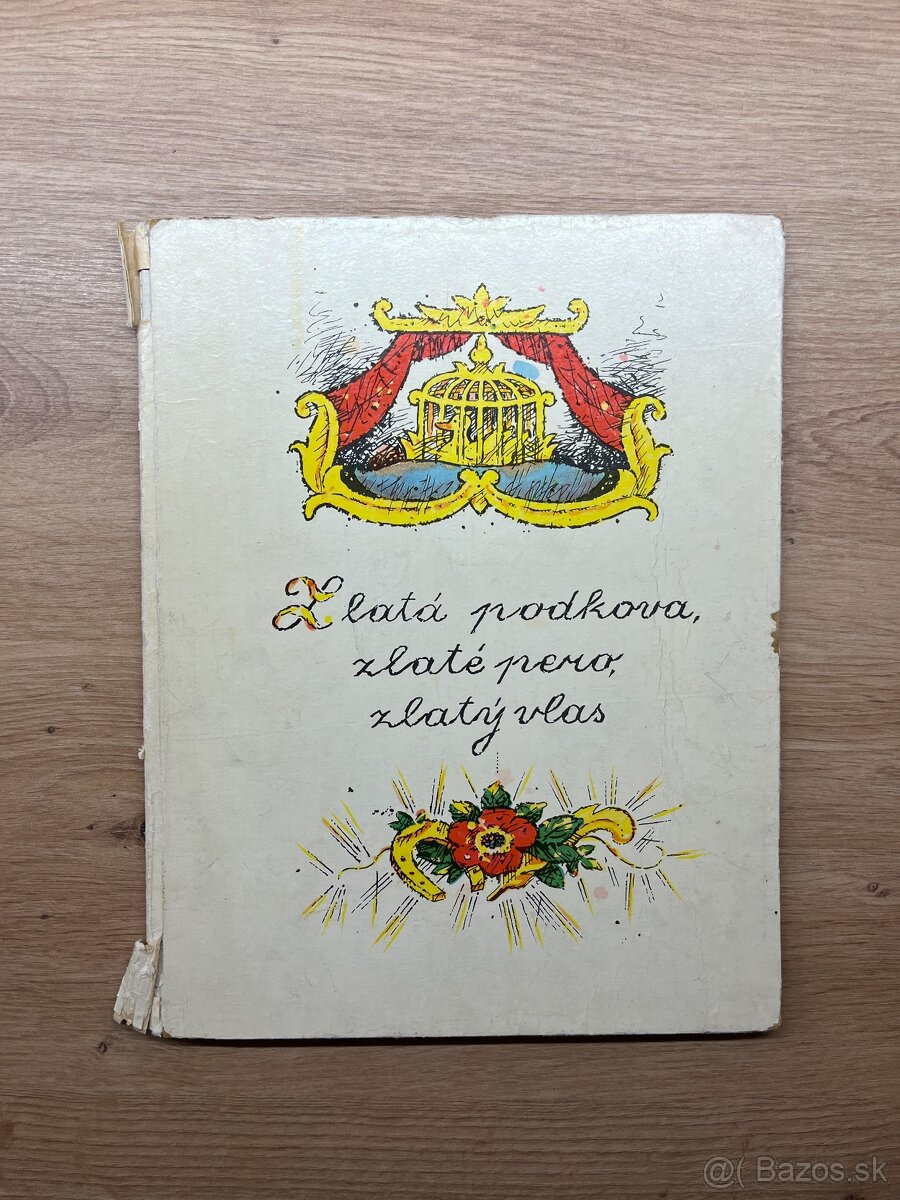 Zlatá podkova,
zlaté pero,
zlatý vlas
@( Bazos.sk